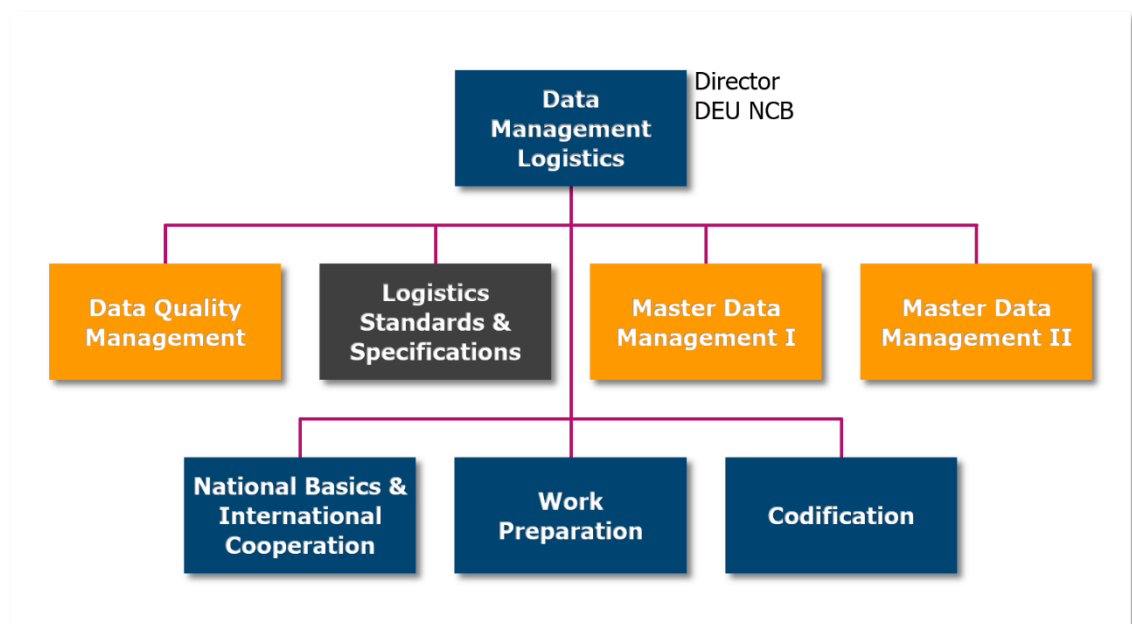 Data
Management
Logistics
Director
DEU NCB
Data Quality
Management
Logistics
Standards &
Specifications
Master Data
Management I
Master Data
Management II
National Basics &
International
Cooperation
Work
Preparation
Codification